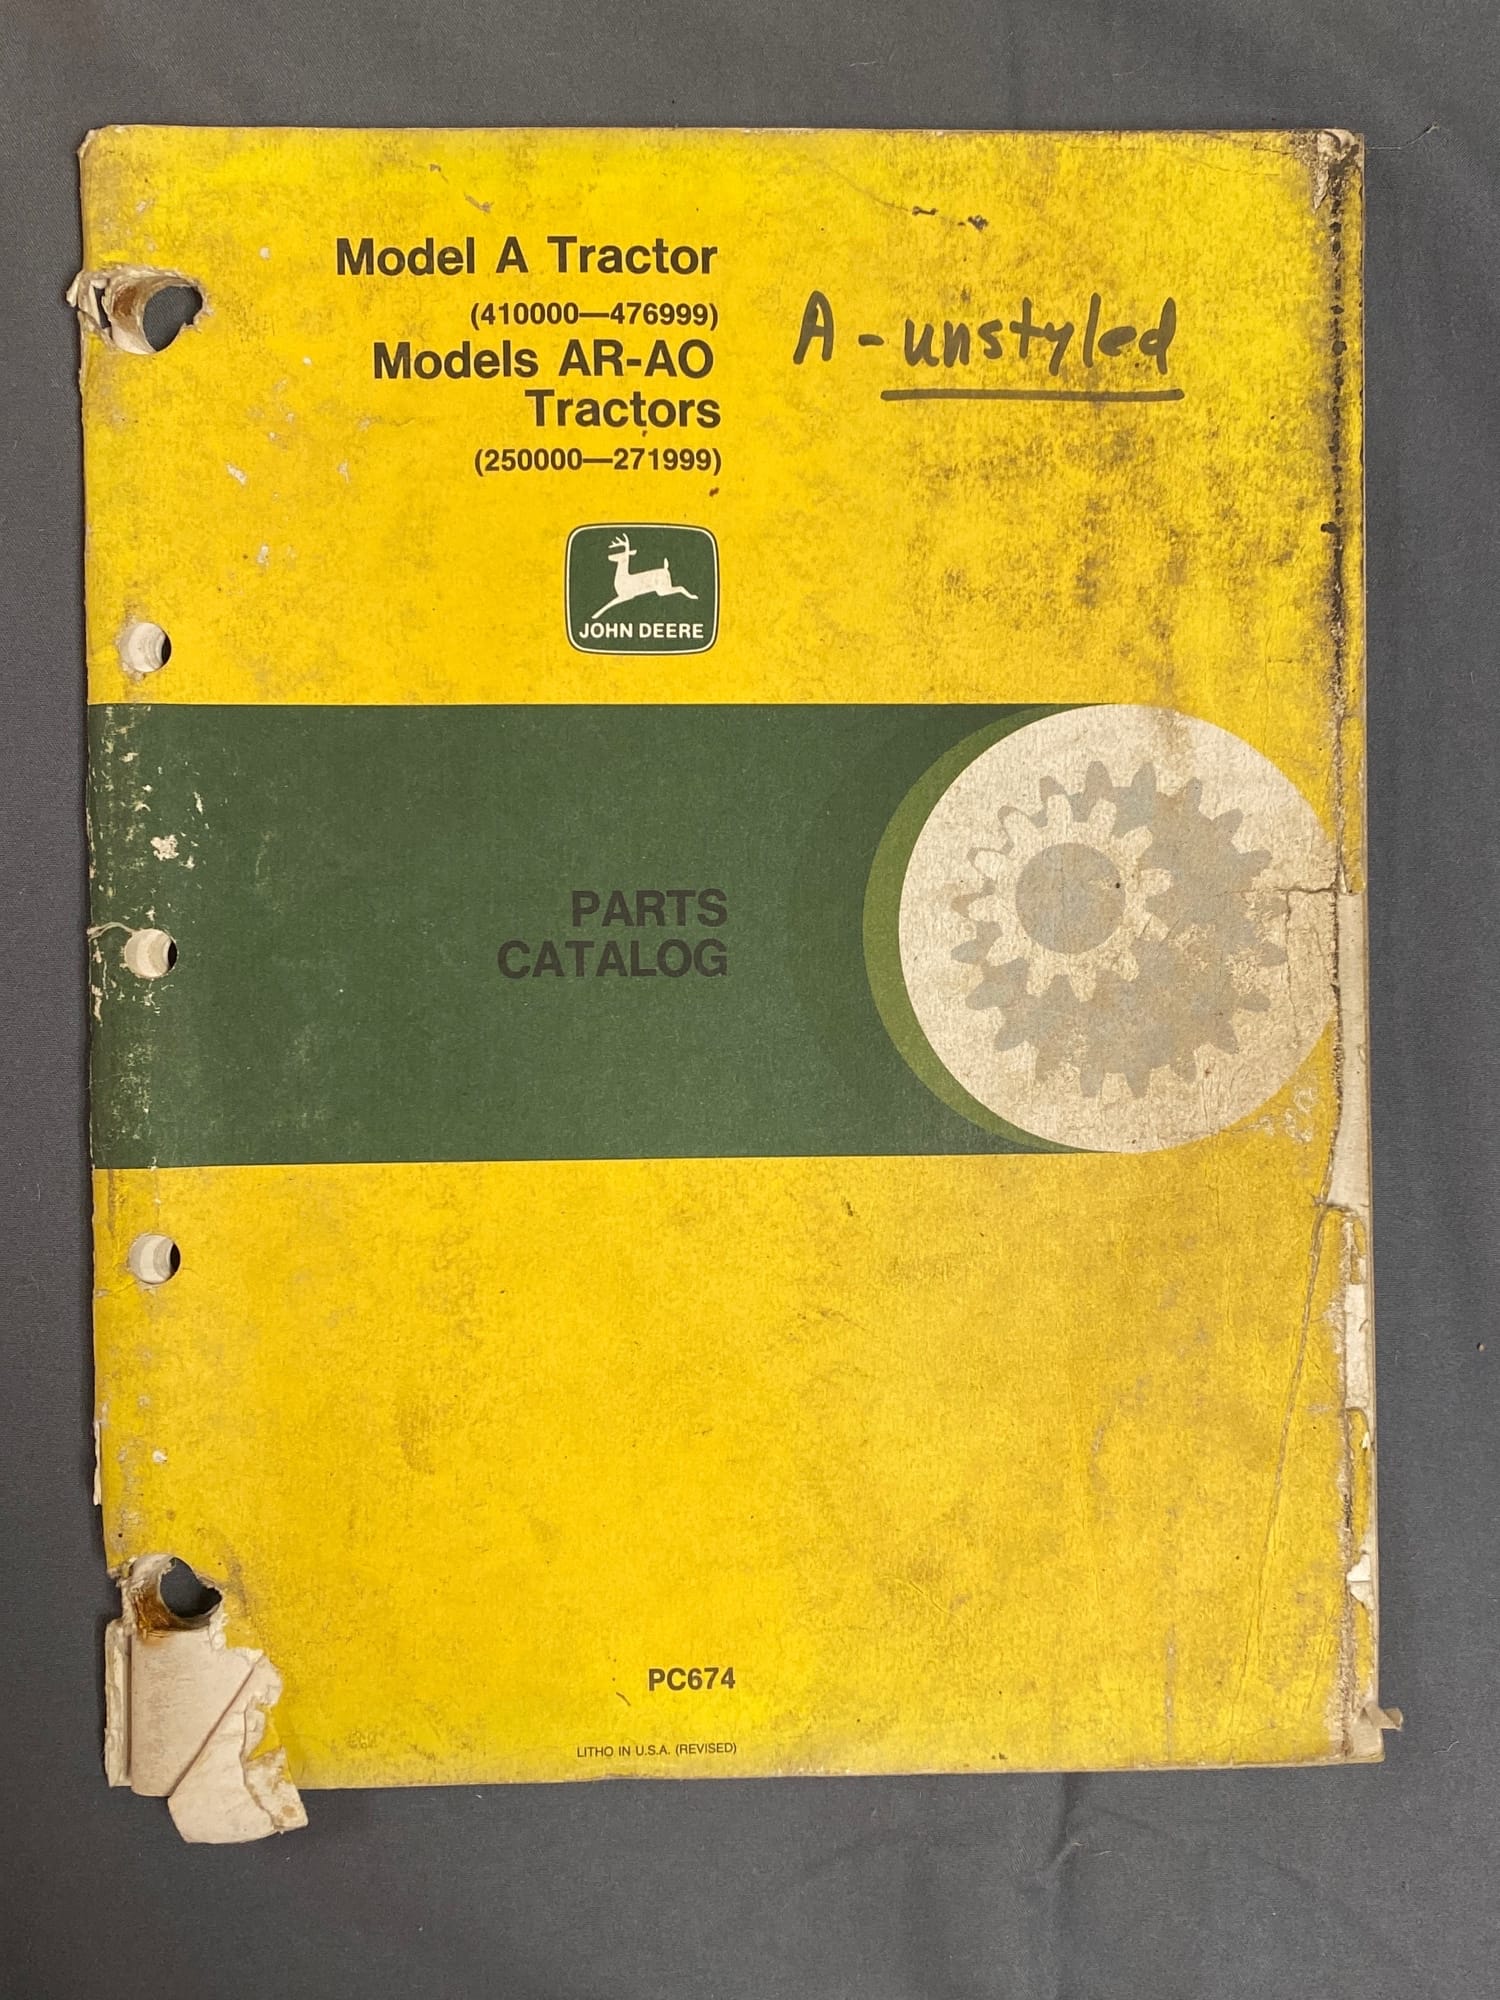 Model A Tractor
(410000—476999)
Models AR-AO
Tractors
(250000—271999)
A - unstyled
JOHN DEERE
PARTS
CATALOG
PC674
LITHO IN U.S.A. (REVISED)